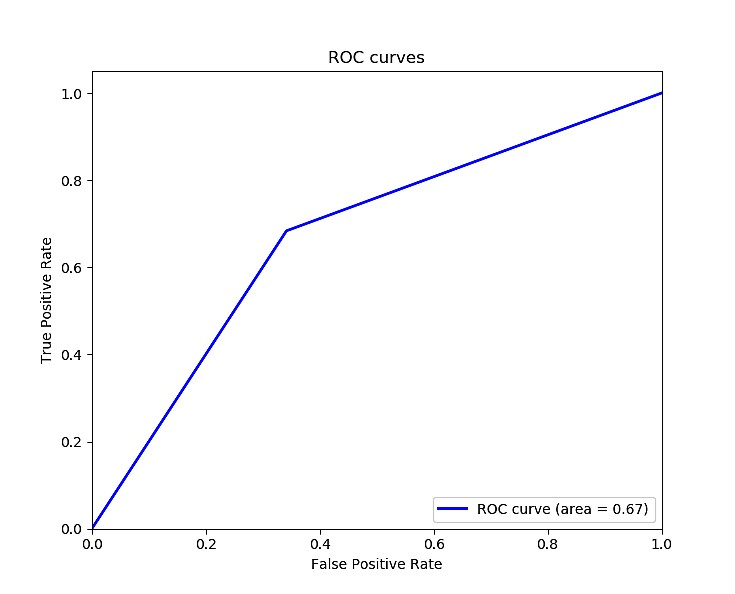 ROC curves
1.0
0.8
0.6
0.4
0.2
0.0
True Positive Rate
ROC curve (area = 0.67)
0.0 0.2 0.4 0.6 0.8 1.0
False Positive Rate